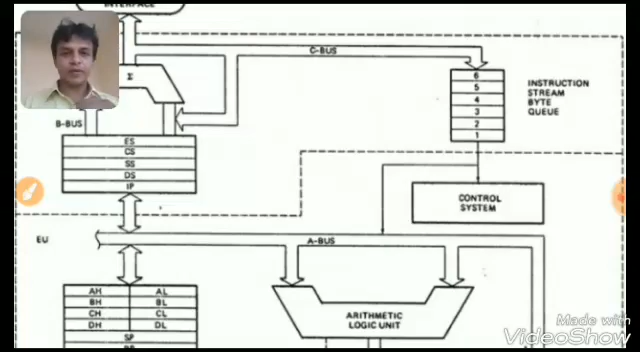 INTERFACE
C-BUS
Σ
6
5
4
3
2
1
INSTRUCTION
STREAM
BYTE
QUEUE
B-BUS
ES
CS
SS
DS
IP
CONTROL
SYSTEM
EU
A-BUS
AH AL
BH BL
CH CL
DH DL
SP
ARITHMETIC
LOGIC UNIT
Made with
VideoShow